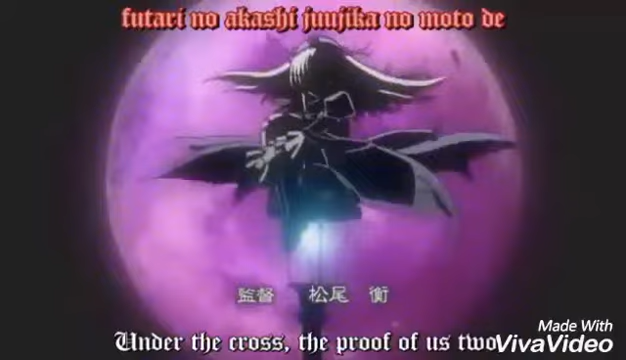 futari no akashi juujika no moto de
監督 松尾 衡
Made With
Under the cross, the proof of us two
VivaVideo